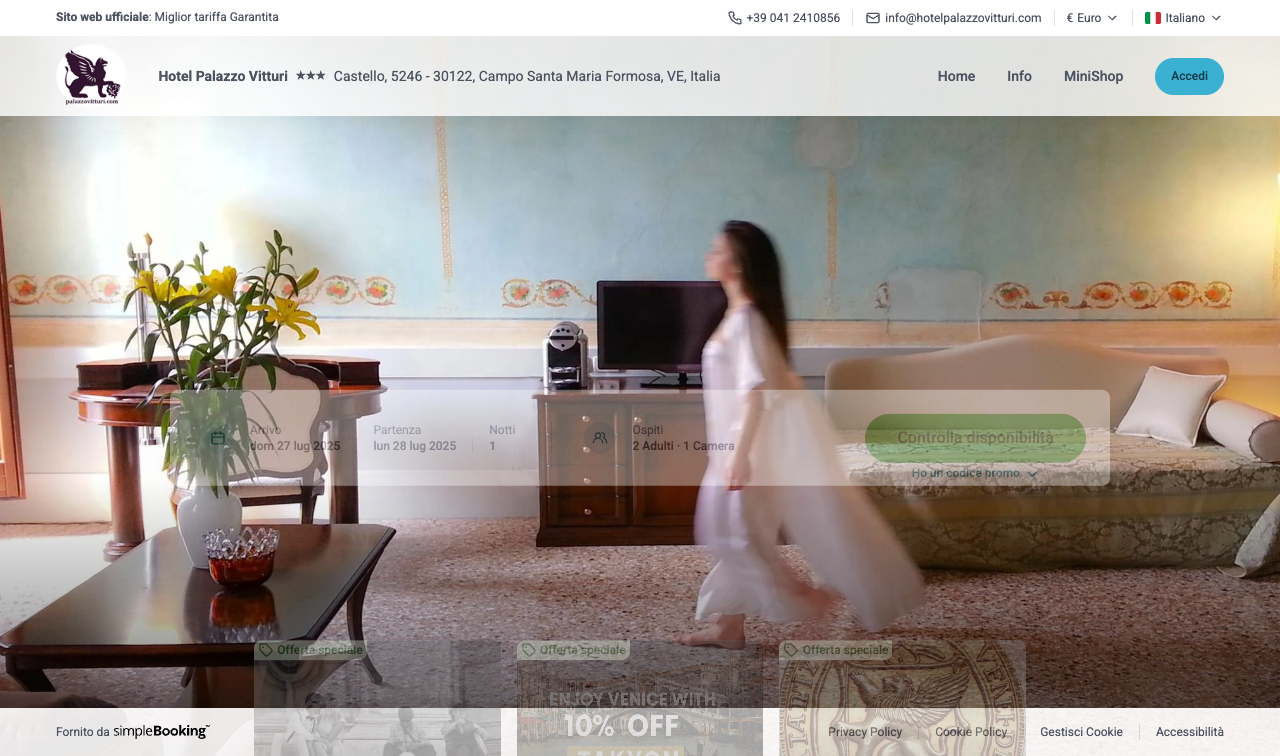 Sito web ufficiale: Miglior tariffa Garantita
+39 041 2410856
info@hotelpalazzovitturi.com
€ Euro
Italiano
palazzovitturi.com
Hotel Palazzo Vitturi ★★★ Castello, 5246 - 30122, Campo Santa Maria Formosa, VE, Italia
Home
Info
MiniShop
Accedi
Arrivo
dom 27 lug 2025
Partenza
lun 28 lug 2025
Notti
1
Ospiti
2 Adulti · 1 Camera
Controlla disponibilità
Ho un codice promo.
Offerta speciale
Offerta speciale
Offerta speciale
ENJOY VENICE WITH
10% OFF
TAKYON
Fornito da simpleBooking
Privacy Policy
Cookie Policy
Gestisci Cookie
Accessibilità